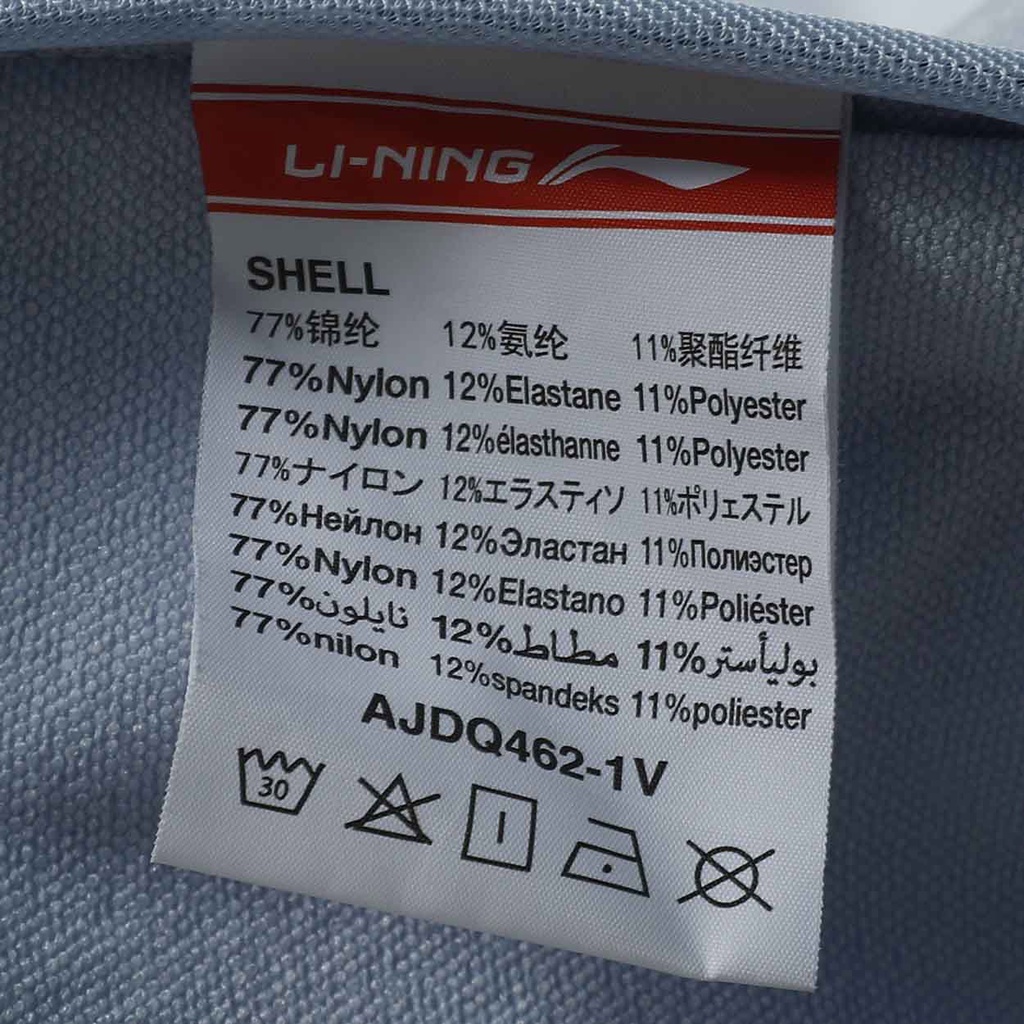 LI-NING
SHELL
77%锦纶 12%氨纶 11%聚酯纤维
77%Nylon 12%Elastane 11%Polyester
77%Nylon 12%élasthanne 11%Polyester
77%ナイロン 12%エラスティソ 11%ポリェステル
77%Нейлон 12%Эластан 11%Полиэстер
77%Nylon 12%Elastano 11%Poliéster
77%نايلون 12%مطاط 11%بوليأستر
77%nilon 12%spandeks 11%poliester
AJDQ462-1V
30